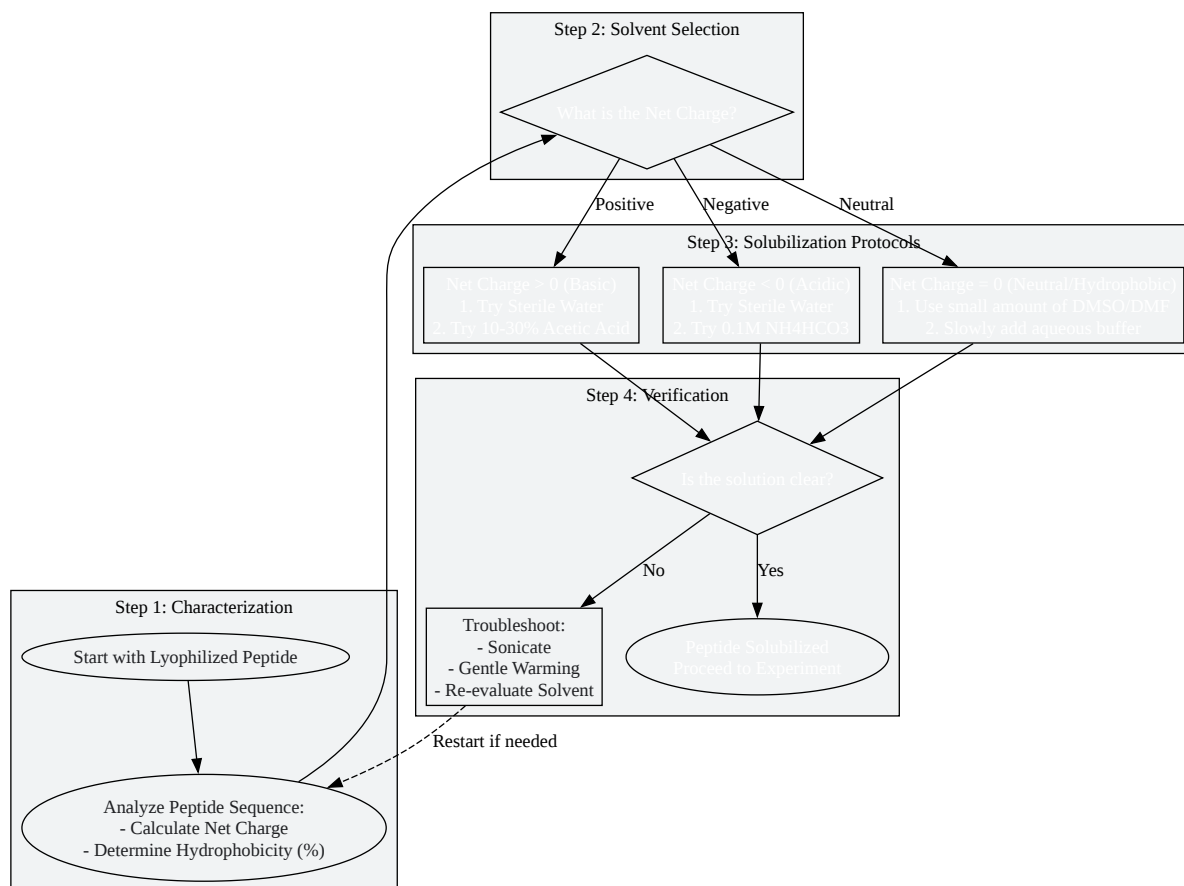 Step 2: Solvent Selection
What is the Net Charge?
Positive
Negative
Neutral
Step 3: Solubilization Protocols
Net Charge > 0 (Basic)
1. Try Sterile Water
2. Try 10-30% Acetic Acid
Net Charge < 0 (Acidic)
1. Try Sterile Water
2. Try 0.1M NH4HCO3
Net Charge = 0 (Neutral/Hydrophobic)
1. Use small amount of DMSO/DMF
2. Slowly add aqueous buffer
Step 4: Verification
Is the solution clear?
No
Yes
Troubleshoot:
- Sonicate
- Gentle Warming
- Re-evaluate Solvent
Peptide Solubilized
Proceed to Experiment
Restart if needed
Step 1: Characterization
Start with Lyophilized Peptide
Analyze Peptide Sequence:
- Calculate Net Charge
- Determine Hydrophobicity (%)